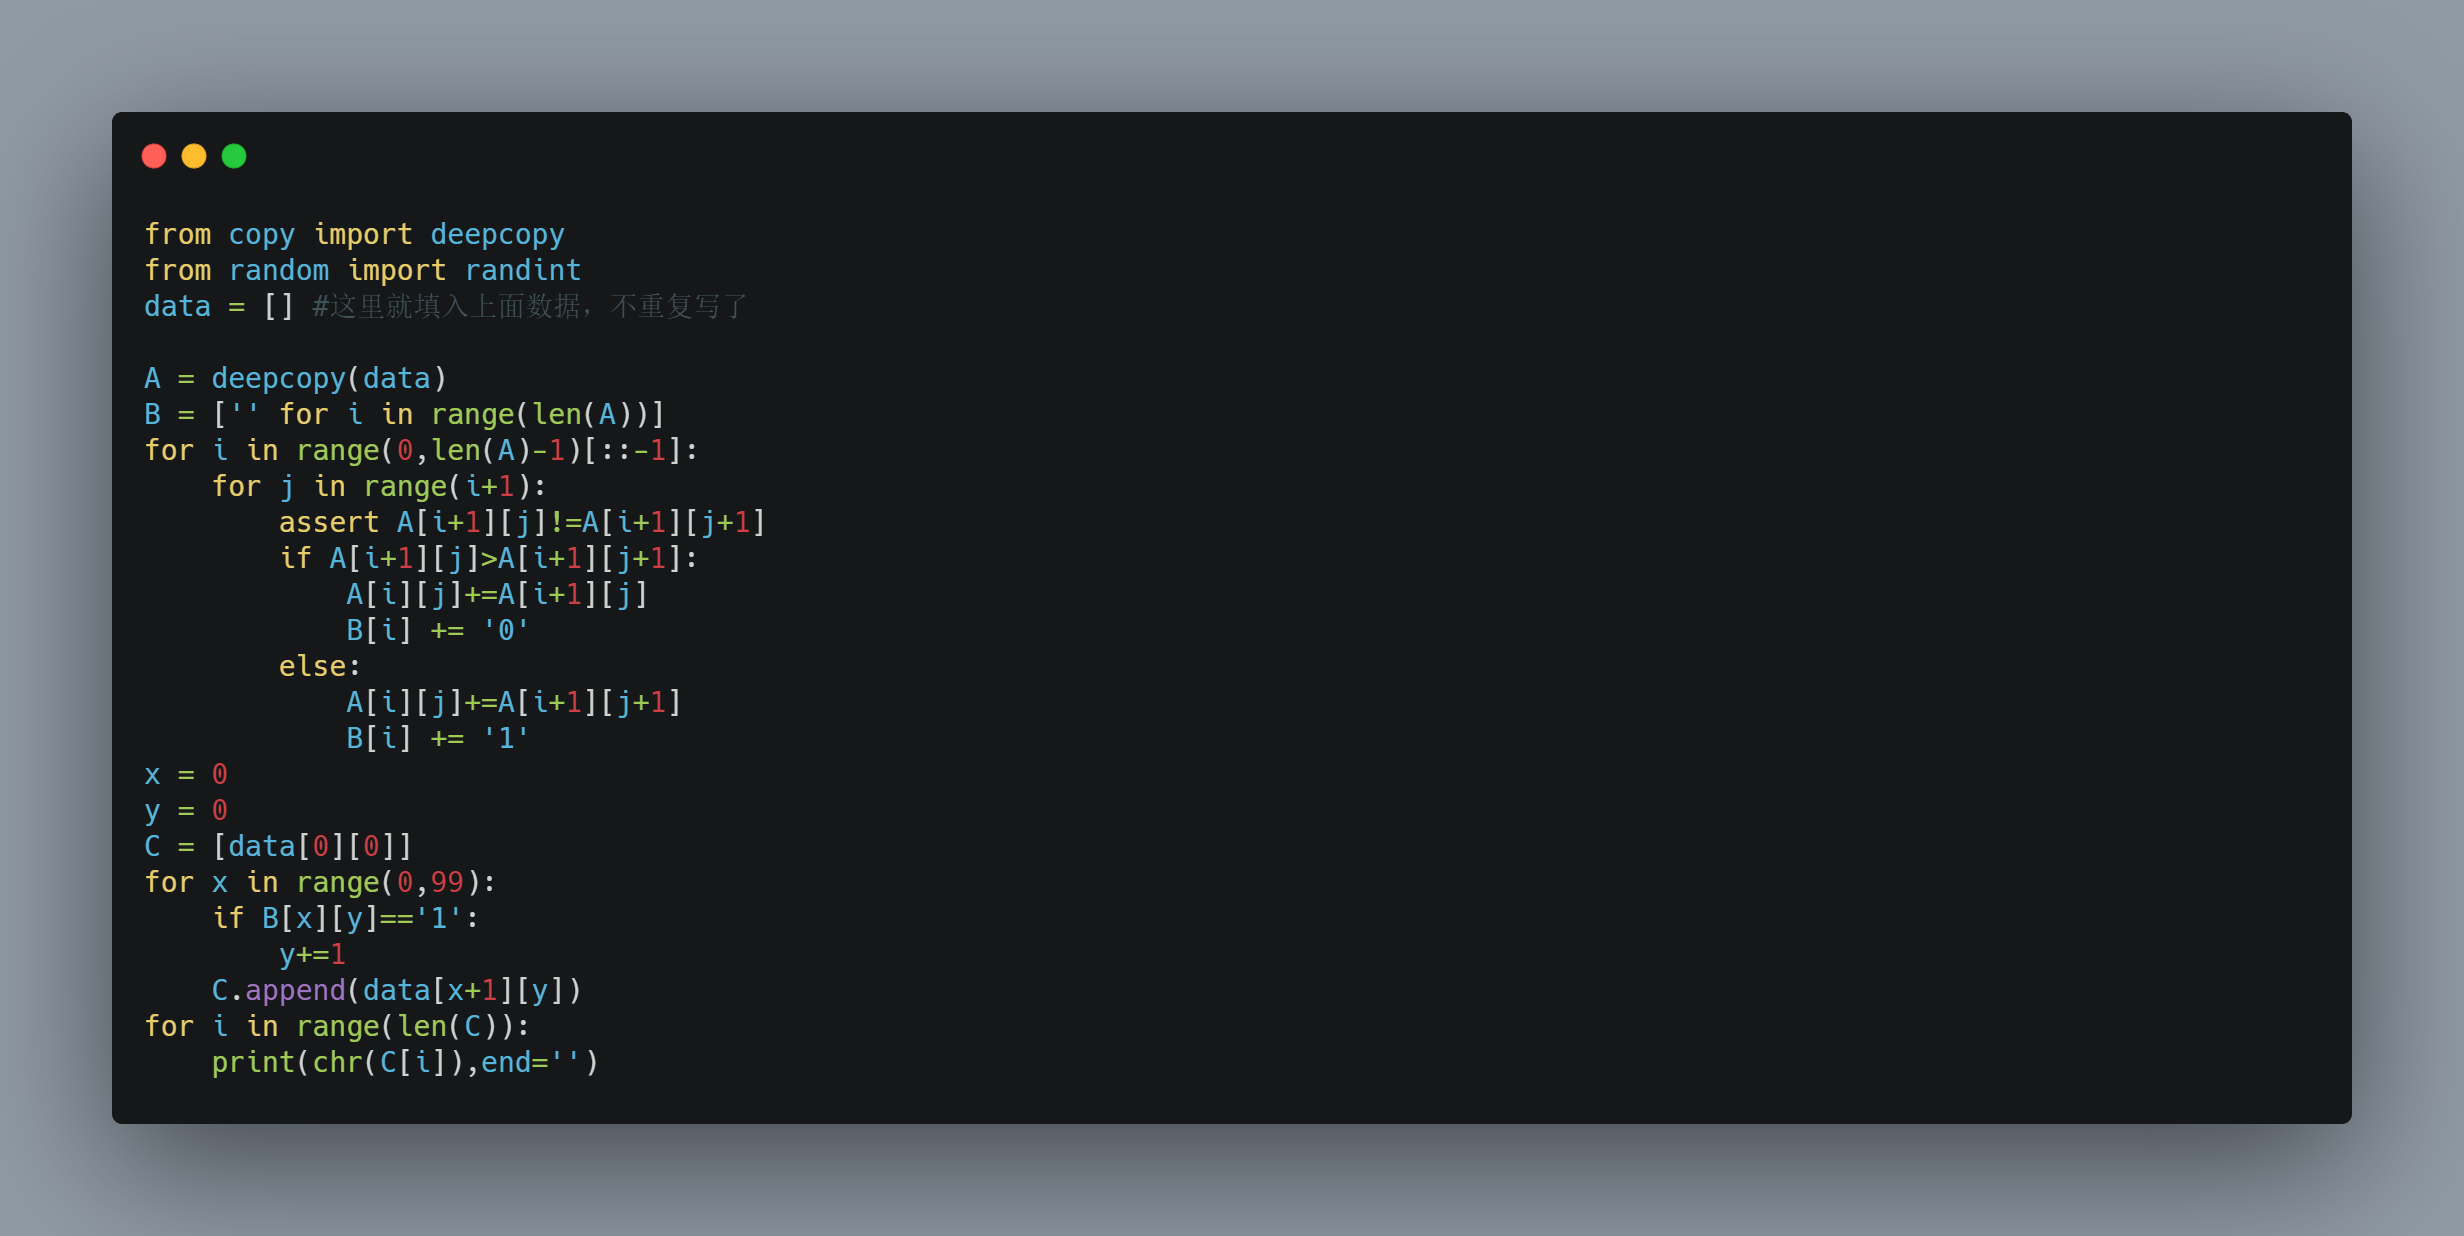 from copy import deepcopy
from random import randint
data = [] #这里就填入上面数据，不重复写了
A = deepcopy(data)
B = ['' for i in range(len(A))]
for i in range(0,len(A)-1)[::-1]:
    for j in range(i+1):
        assert A[i+1][j]!=A[i+1][j+1]
        if A[i+1][j]>A[i+1][j+1]:
            A[i][j]+=A[i+1][j]
            B[i] += '0'
        else:
            A[i][j]+=A[i+1][j+1]
            B[i] += '1'
x = 0
y = 0
C = [data[0][0]]
for x in range(0,99):
    if B[x][y]=='1':
        y+=1
    C.append(data[x+1][y])
for i in range(len(C)):
    print(chr(C[i]),end='')